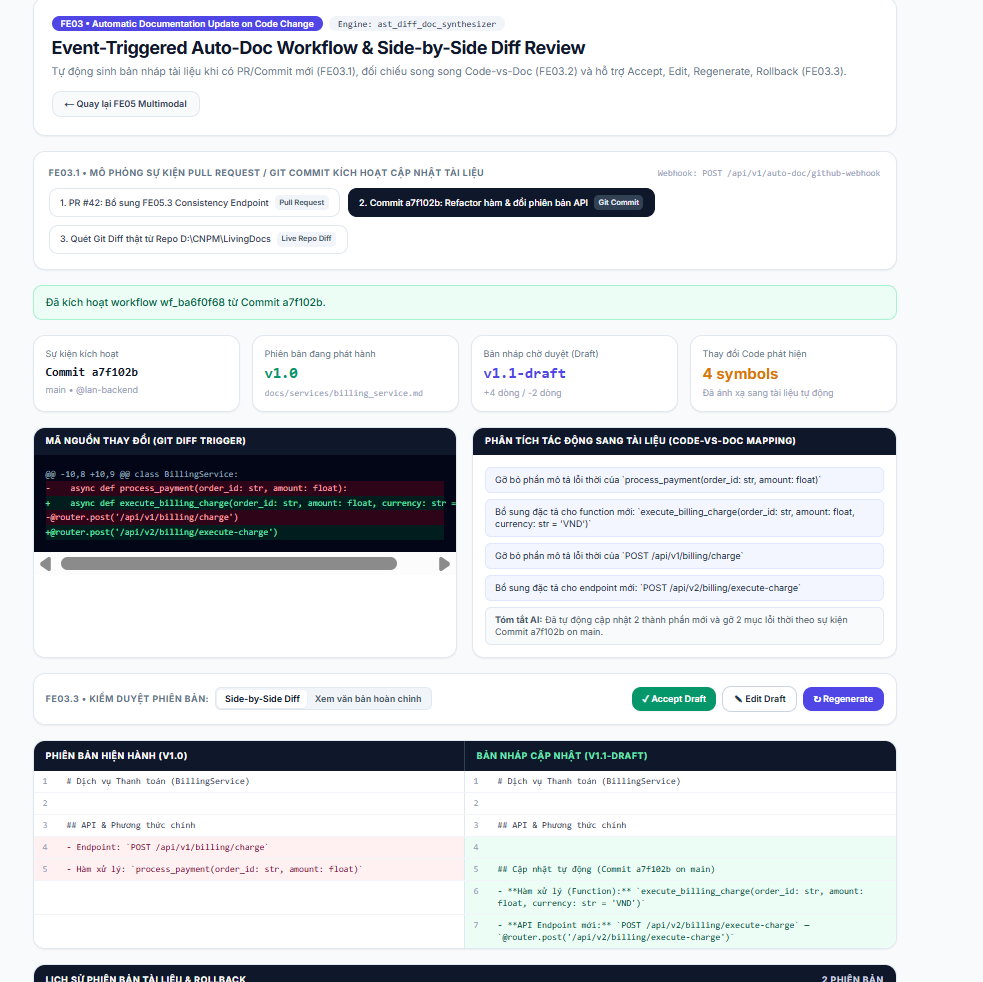 FE03 • Automatic Documentation Update on Code Change
Engine: ast_diff_doc_synthesizer
Event-Triggered Auto-Doc Workflow & Side-by-Side Diff Review
Tự động sinh bản nháp tài liệu khi có PR/Commit mới (FE03.1), đối chiếu song song Code-vs-Doc (FE03.2) và hỗ trợ Accept, Edit, Regenerate, Rollback (FE03.3).
← Quay lại FE05 Multimodal
FE03.1 • MÔ PHỎNG SỰ KIỆN PULL REQUEST / GIT COMMIT KÍCH HOẠT CẬP NHẬT TÀI LIỆU
Webhook: POST /api/v1/auto-doc/github-webhook
1. PR #42: Bổ sung FE05.3 Consistency Endpoint Pull Request
2. Commit a7f102b: Refactor hàm & đổi phiên bản API Git Commit
3. Quét Git Diff thật từ Repo D:\CNPM\LivingDocs Live Repo Diff
Đã kích hoạt workflow wf_ba6f0f68 từ Commit a7f102b.
Sự kiện kích hoạt
Commit a7f102b
main • @lan-backend
Phiên bản đang phát hành
v1.0
docs/services/billing_service.md
Bản nháp chờ duyệt (Draft)
v1.1-draft
+4 dòng / -2 dòng
Thay đổi Code phát hiện
4 symbols
Đã ánh xạ sang tài liệu tự động
MÃ NGUỒN THAY ĐỔI (GIT DIFF TRIGGER)
@@ -10,8 +10,9 @@ class BillingService:
-    async def process_payment(order_id: str, amount: float):
+    async def execute_billing_charge(order_id: str, amount: float, currency: str =
-@router.post('/api/v1/billing/charge')
+@router.post('/api/v2/billing/execute-charge')
PHÂN TÍCH TÁC ĐỘNG SANG TÀI LIỆU (CODE-VS-DOC MAPPING)
Gỡ bỏ phần mô tả lỗi thời của `process_payment(order_id: str, amount: float)`
Bổ sung đặc tả cho function mới: `execute_billing_charge(order_id: str, amount: float,
currency: str = 'VND')`
Gỡ bỏ phần mô tả lỗi thời của `POST /api/v1/billing/charge`
Bổ sung đặc tả cho endpoint mới: `POST /api/v2/billing/execute-charge`
Tóm tắt AI: Đã tự động cập nhật 2 thành phần mới và gỡ 2 mục lỗi thời theo sự kiện
Commit a7f102b on main.
FE03.3 • KIỂM DUYỆT PHIÊN BẢN:
Side-by-Side Diff
Xem văn bản hoàn chỉnh
✓ Accept Draft
✎ Edit Draft
↻ Regenerate
PHIÊN BẢN HIỆN HÀNH (V1.0)
1 # Dịch vụ Thanh toán (BillingService)
2
3 ## API & Phương thức chính
4 - Endpoint: `POST /api/v1/billing/charge`
5 - Hàm xử lý: `process_payment(order_id: str, amount: float)`
BẢN NHÁP CẬP NHẬT (V1.1-DRAFT)
1 # Dịch vụ Thanh toán (BillingService)
2
3 ## API & Phương thức chính
4
5 ## Cập nhật tự động (Commit a7f102b on main)
6 - **Hàm xử lý (Function):** `execute_billing_charge(order_id: str, amount:
float, currency: str = 'VND')`
7 - **API Endpoint mới:** `POST /api/v2/billing/execute-charge` —
`@router.post('/api/v2/billing/execute-charge')`
LỊCH SỬ PHIÊN BẢN TÀI LIỆU & ROLLBACK
2 PHIÊN BẢN